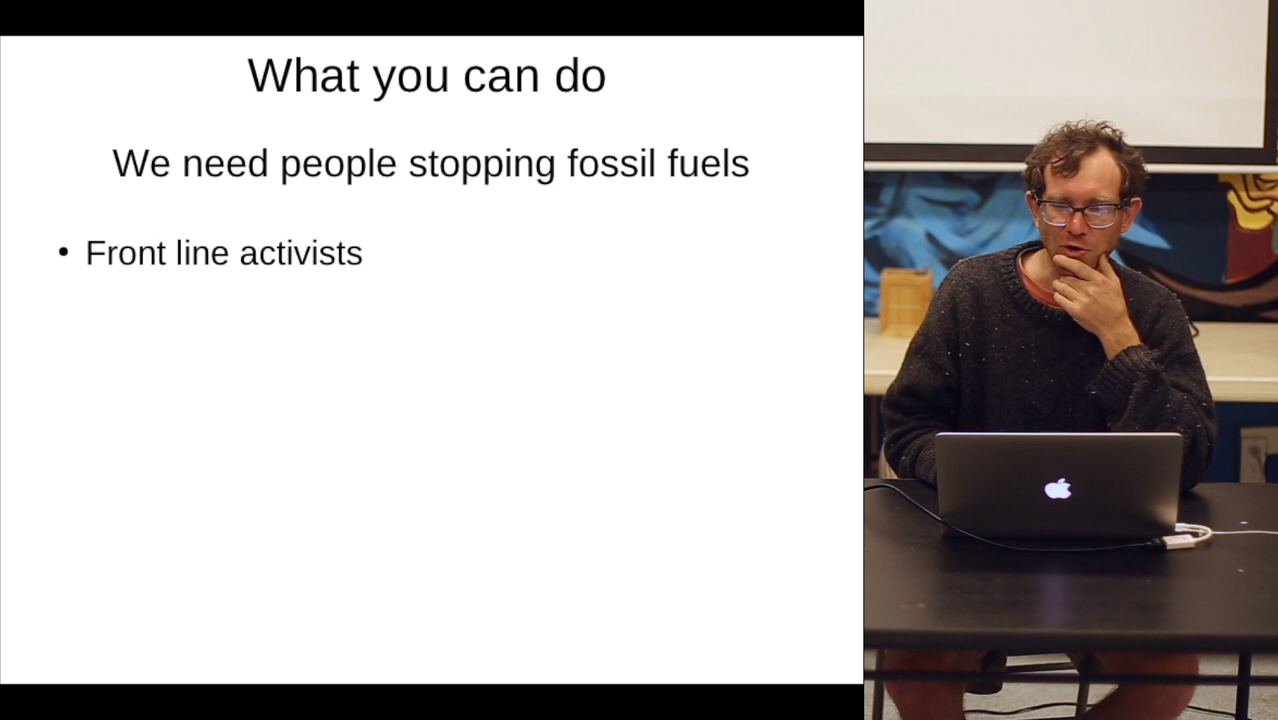 What you can do
We need people stopping fossil fuels
• Front line activists